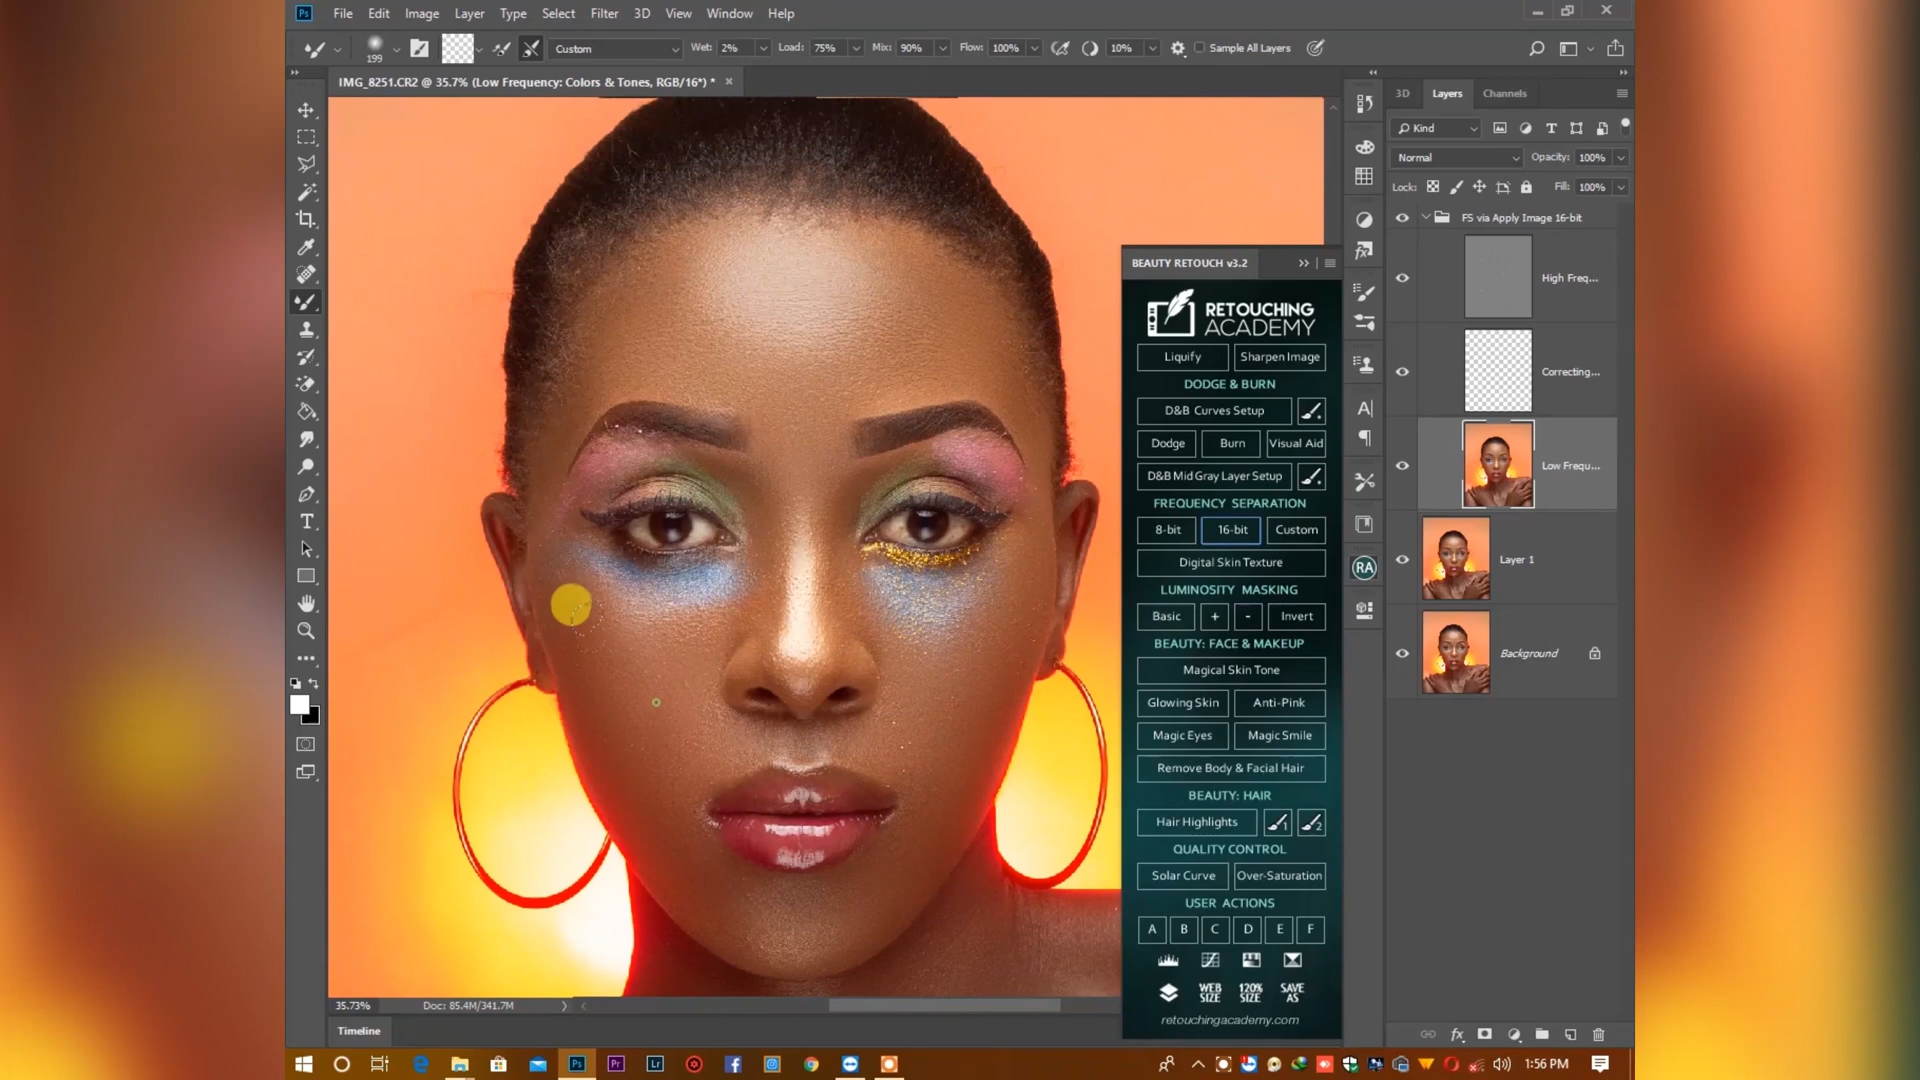 Ps File Edit Image Layer Type Select Filter 3D View Window Help
199 Custom Wet: 2% Load: 75% Mix: 90% Flow: 100% 10% Sample All Layers
IMG_8251.CR2 @ 35.7% (Low Frequency: Colors & Tones, RGB/16*) *
3D Layers Channels
Kind
Normal Opacity: 100%
Lock: Fill: 100%
FS via Apply Image 16-bit
High Freq...
Correcting...
Low Frequ...
Layer 1
Background
BEAUTY RETOUCH v3.2
RETOUCHING
ACADEMY
Liquify Sharpen Image
DODGE & BURN
D&B Curves Setup
Dodge Burn Visual Aid
D&B Mid Gray Layer Setup
FREQUENCY SEPARATION
8-bit 16-bit Custom
Digital Skin Texture
LUMINOSITY MASKING
Basic + - Invert
BEAUTY: FACE & MAKEUP
Magical Skin Tone
Glowing Skin Anti-Pink
Magic Eyes Magic Smile
Remove Body & Facial Hair
BEAUTY: HAIR
Hair Highlights 1 2
QUALITY CONTROL
Solar Curve Over-Saturation
USER ACTIONS
A B C D E F
WEB SIZE 120% SIZE SAVE AS
retouchingacademy.com
RA
35.73% Doc: 85.4M/341.7M
Timeline
Ps Pr Lr 1:56 PM